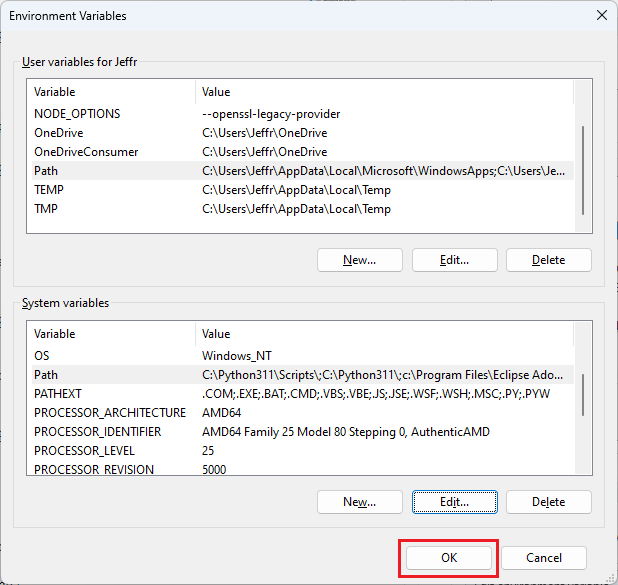 Environment Variables
User variables for Jeffr
Variable Value
NODE_OPTIONS --openssl-legacy-provider
OneDrive C:\Users\Jeffr\OneDrive
OneDriveConsumer C:\Users\Jeffr\OneDrive
Path C:\Users\Jeffr\AppData\Local\Microsoft\WindowsApps;C:\Users\Je...
TEMP C:\Users\Jeffr\AppData\Local\Temp
TMP C:\Users\Jeffr\AppData\Local\Temp
New... Edit... Delete
System variables
Variable Value
OS Windows_NT
Path C:\Python311\Scripts\;C:\Python311\;c:\Program Files\Eclipse Ado...
PATHEXT .COM;.EXE;.BAT;.CMD;.VBS;.VBE;.JS;.JSE;.WSF;.WSH;.MSC;.PY;.PYW
PROCESSOR_ARCHITECTURE AMD64
PROCESSOR_IDENTIFIER AMD64 Family 25 Model 80 Stepping 0, AuthenticAMD
PROCESSOR_LEVEL 25
PROCESSOR_REVISION 5000
New... Edit... Delete
OK Cancel